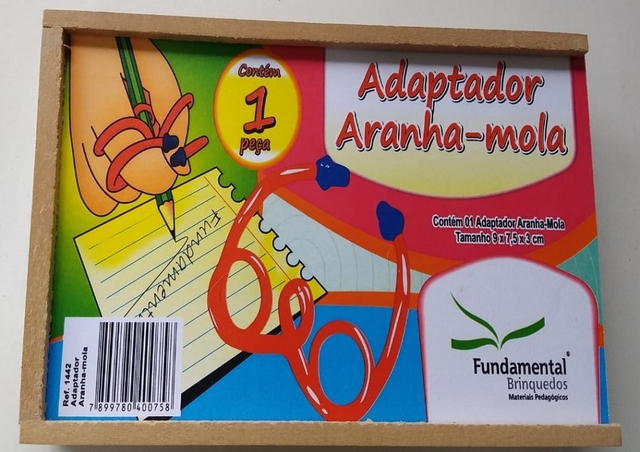 Contém
1
peça
Adaptador
Aranha-mola
Contém 01 Adaptador Aranha-Mola
Tamanho 9 x 7,5 x 3 cm
Fundamental
Fundamental®
Brinquedos
Materiais Pedagógicos
Ref. 1442
Adaptador
Aranha-mola
7 899780 400758